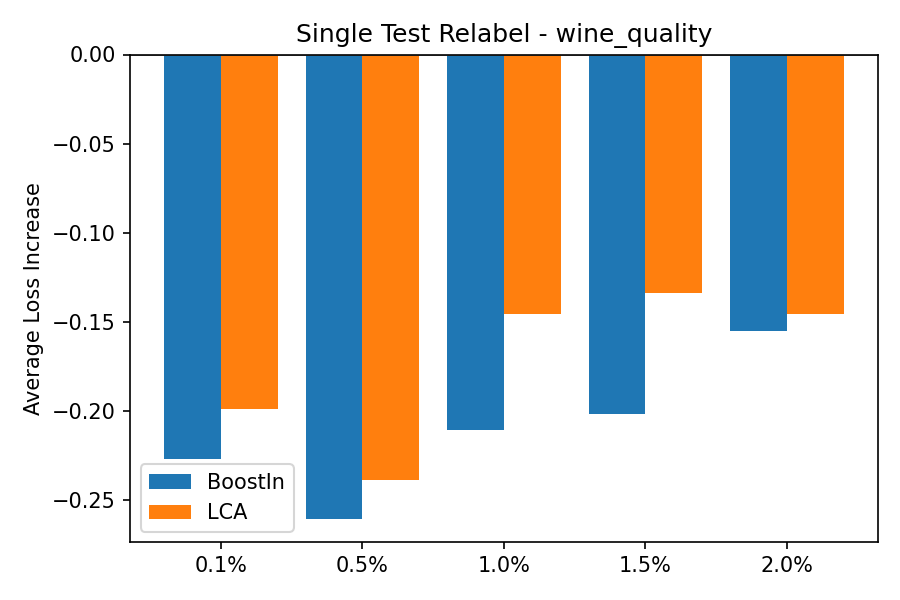 Single Test Relabel - wine_quality
Average Loss Increase
0.00
−0.05
−0.10
−0.15
−0.20
−0.25
BoostIn
LCA
0.1%
0.5%
1.0%
1.5%
2.0%